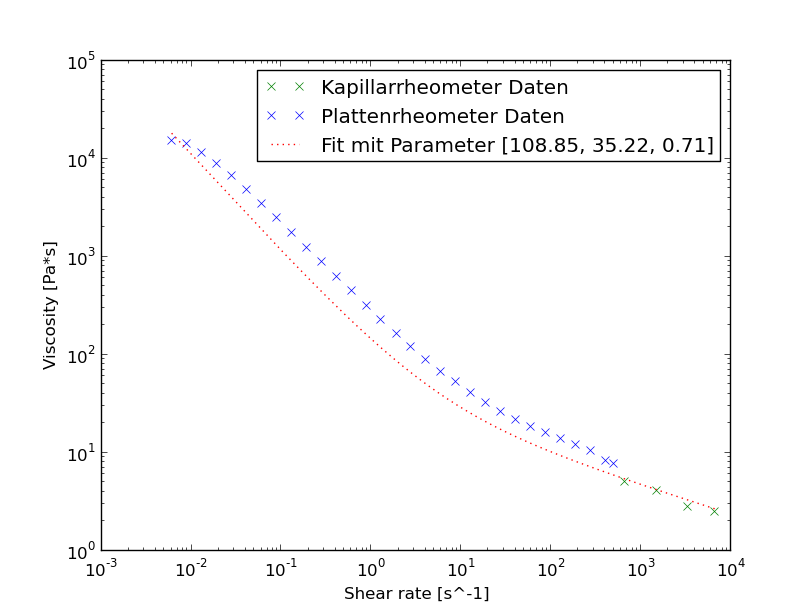 10^5
10^4
10^3
10^2
10^1
10^0
Viscosity [Pa*s]
Kapillarrheometer Daten
Plattenrheometer Daten
Fit mit Parameter [108.85, 35.22, 0.71]
10^-3 10^-2 10^-1 10^0 10^1 10^2 10^3 10^4
Shear rate [s^-1]